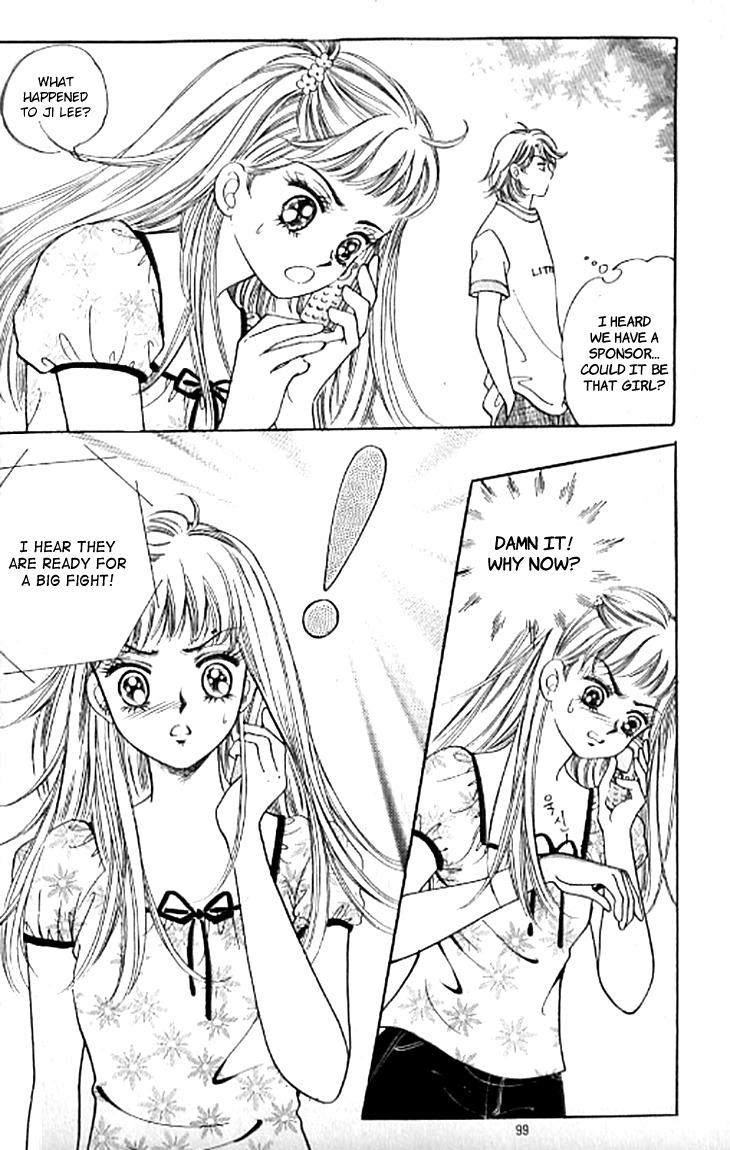 WHAT
HAPPENED
TO JI LEE?
LITT
I HEARD
WE HAVE A
SPONSOR...
COULD IT BE
THAT GIRL?
I HEAR THEY
ARE READY FOR
A BIG FIGHT!
DAMN IT!
WHY NOW?
99